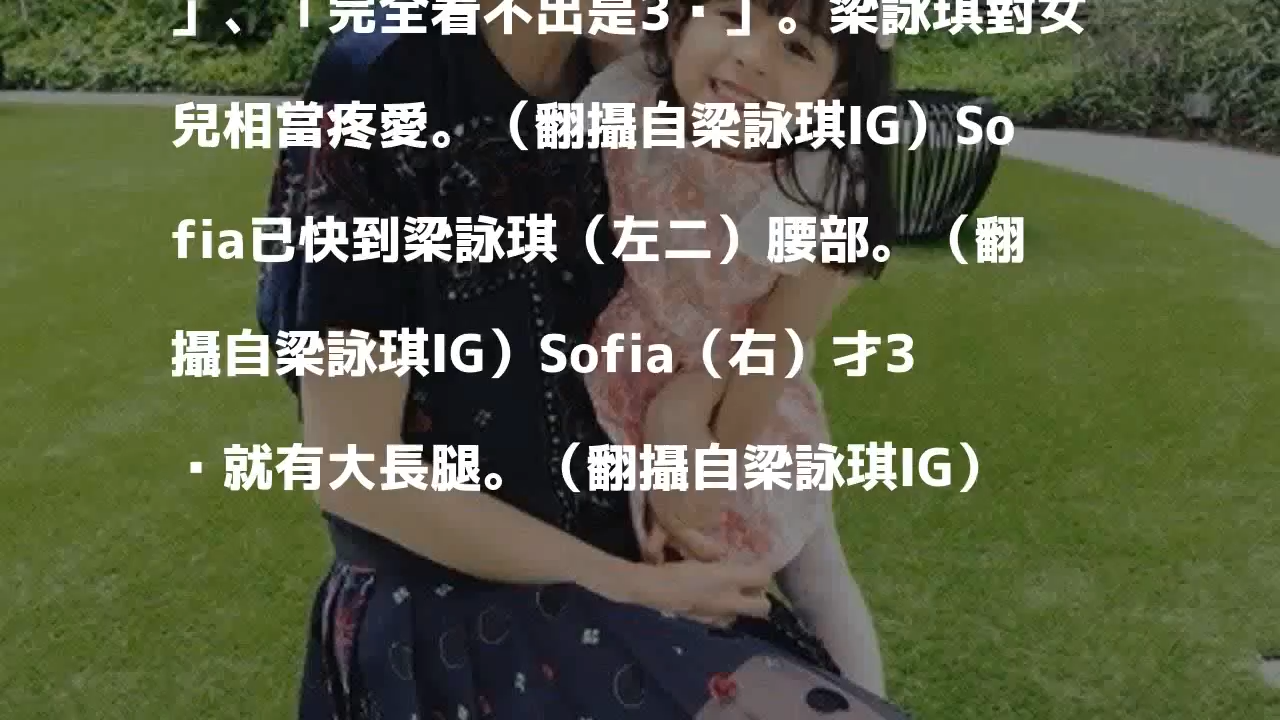 」、「完全看不出是3·」。梁詠琪對女
兒相當疼愛。（翻攝自梁詠琪IG）So
fia已快到梁詠琪（左二）腰部。（翻
攝自梁詠琪IG）Sofia（右）才3
·就有大長腿。（翻攝自梁詠琪IG）